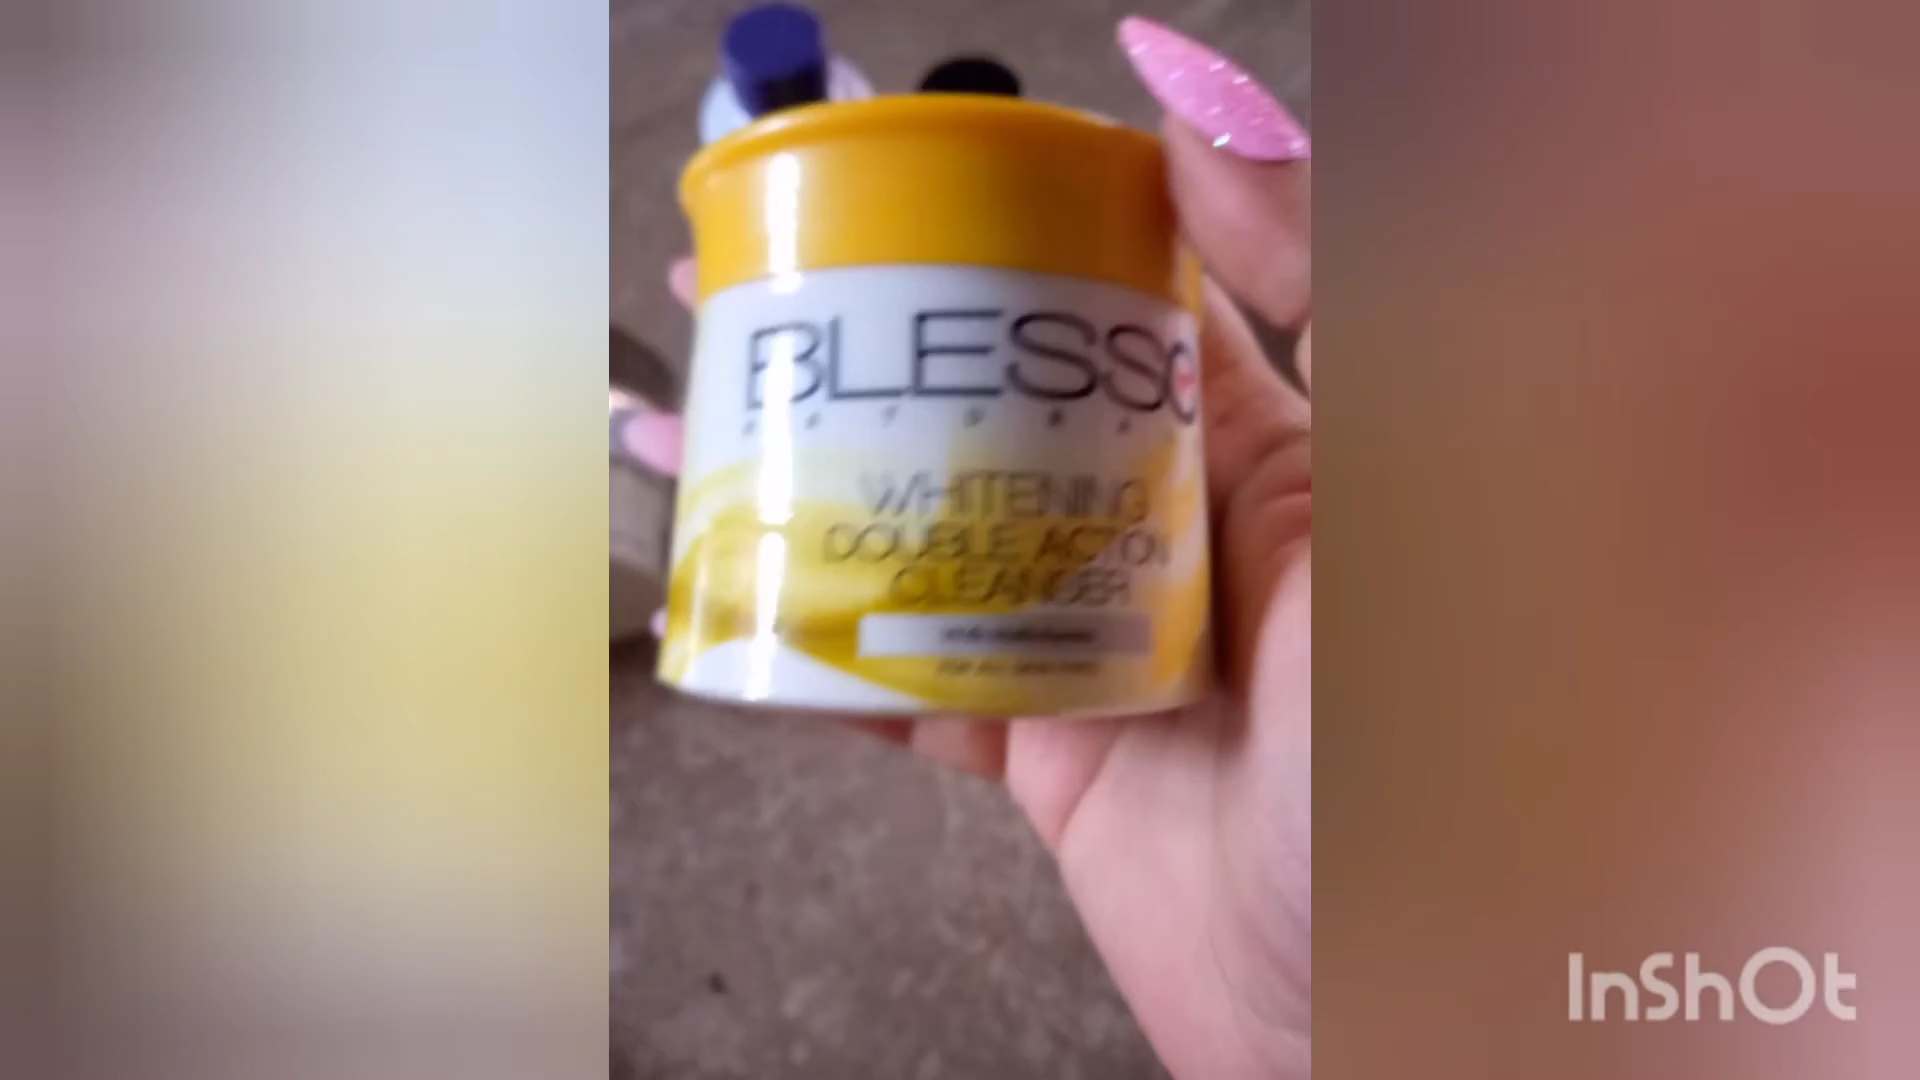 BLESSO
WHITENING
DOUBLE ACTION
CLEANSER
InShOt